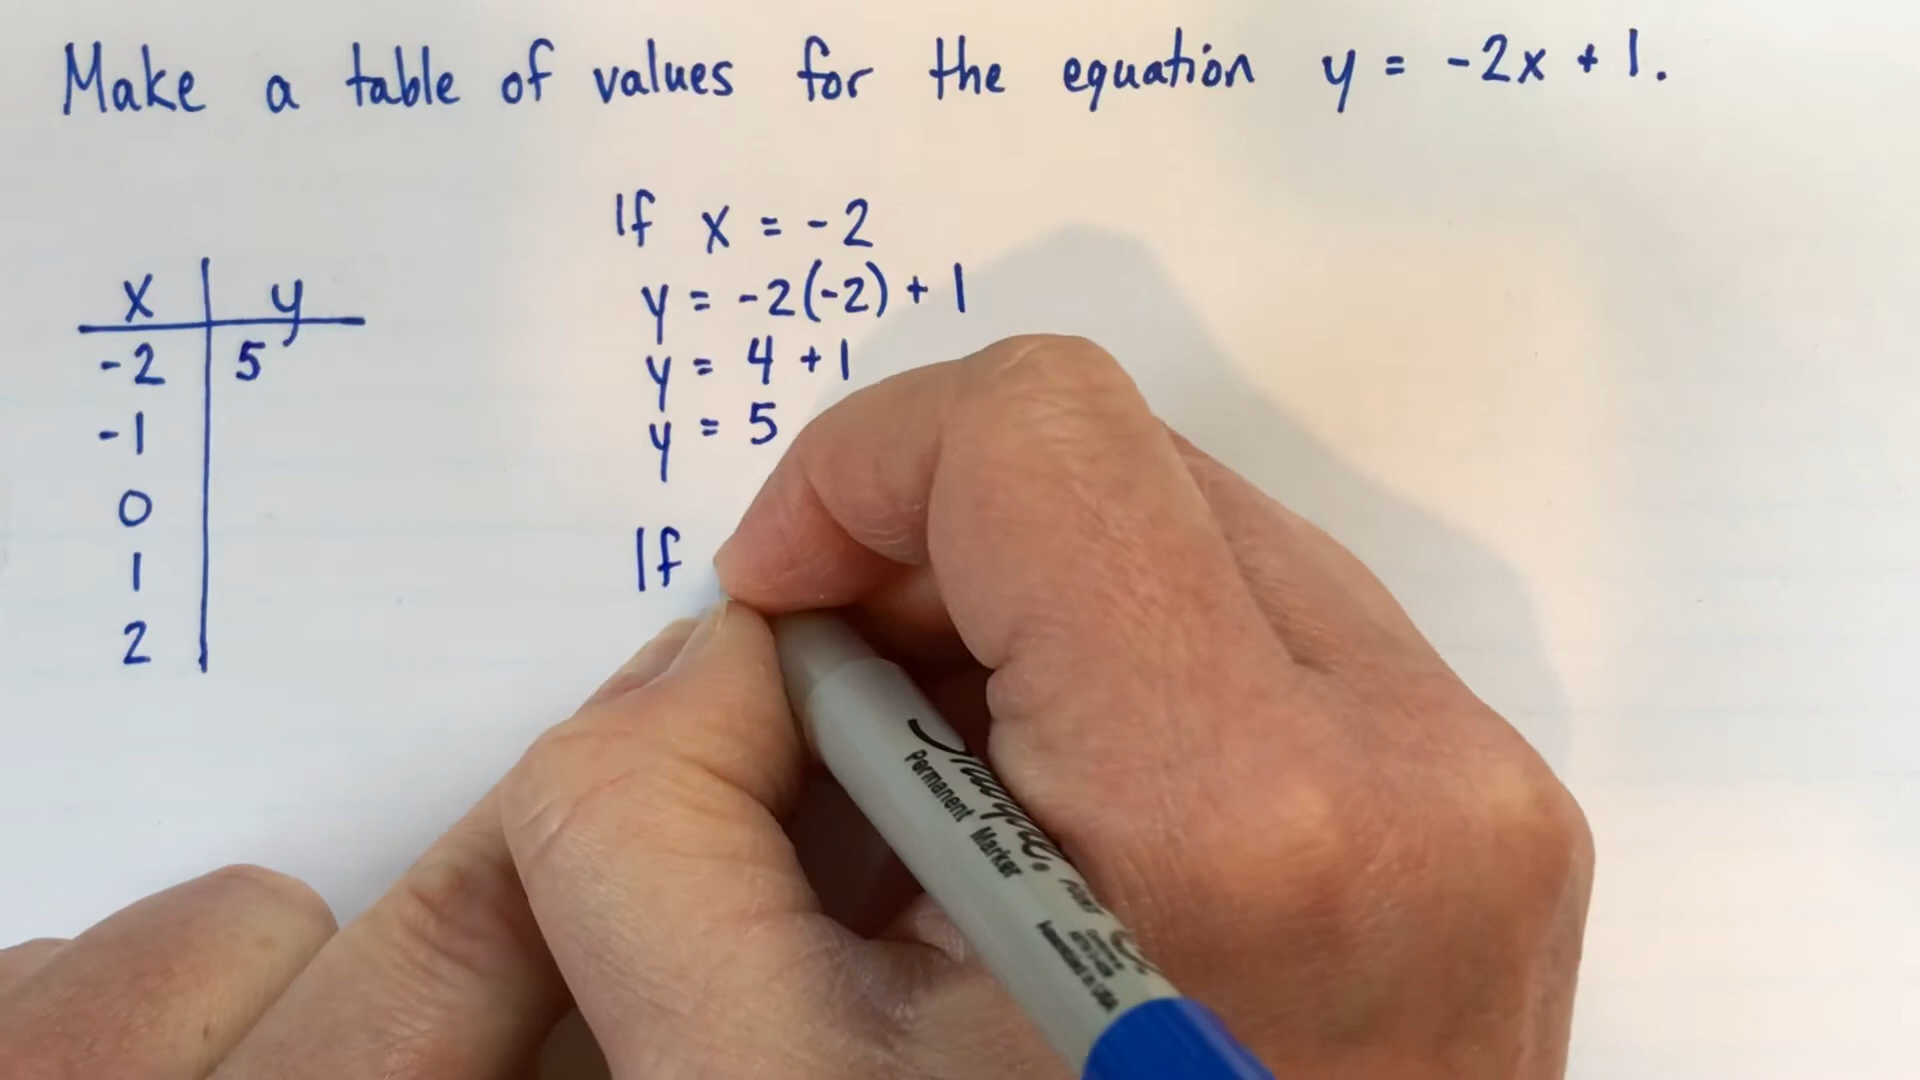 Make a table of values for the equation y = -2x + 1.
x y
-2 5
-1
0
1
2
If x = -2
y = -2(-2) + 1
y = 4 + 1
y = 5
If
Sharpie.
Permanent Marker